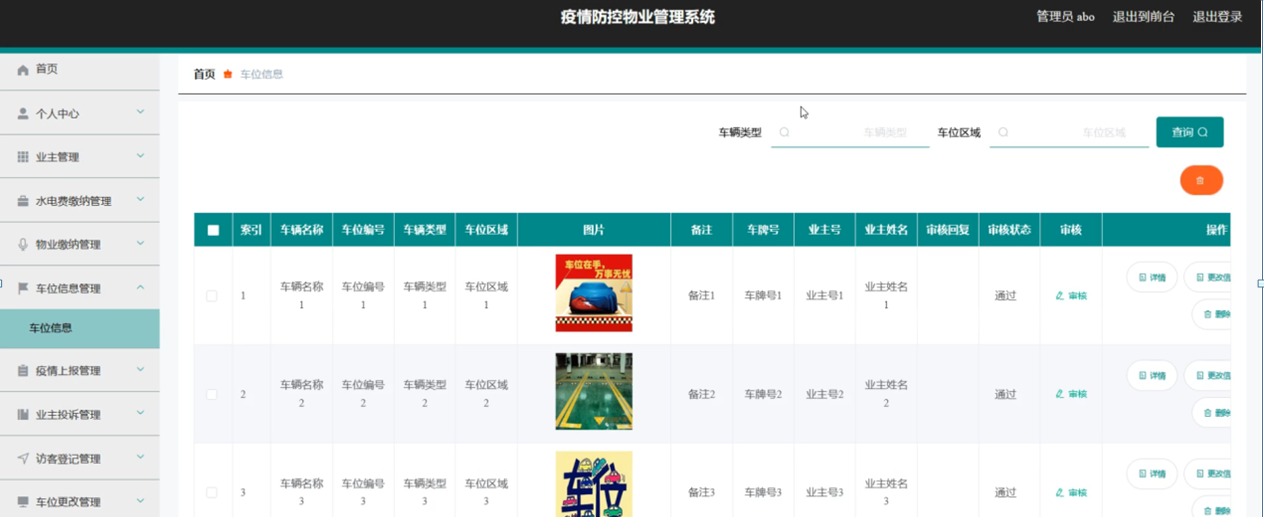 疫情防控物业管理系统
管理员 abo 退出到前台 退出登录
首页
个人中心
业主管理
水电费缴纳管理
物业缴纳管理
车位信息管理
车位信息
疫情上报管理
业主投诉管理
访客登记管理
车位更改管理
首页 车位信息
车辆类型 车辆类型 车位区域 车位区域 查询
索引 车辆名称 车位编号 车辆类型 车位区域 图片 备注 车牌号 业主号 业主姓名 审核回复 审核状态 审核 操作
1 车辆名称1 车位编号1 车辆类型1 车位区域1 车位在手，万事无忧 备注1 车牌号1 业主号1 业主姓名1 通过 审核 详情 更改信 删除
2 车辆名称2 车位编号2 车辆类型2 车位区域2 备注2 车牌号2 业主号2 业主姓名2 通过 审核 详情 更改信 删除
3 车辆名称3 车位编号3 车辆类型3 车位区域3 车位 备注3 车牌号3 业主号3 业主姓名3 通过 审核 详情 更改信 删除